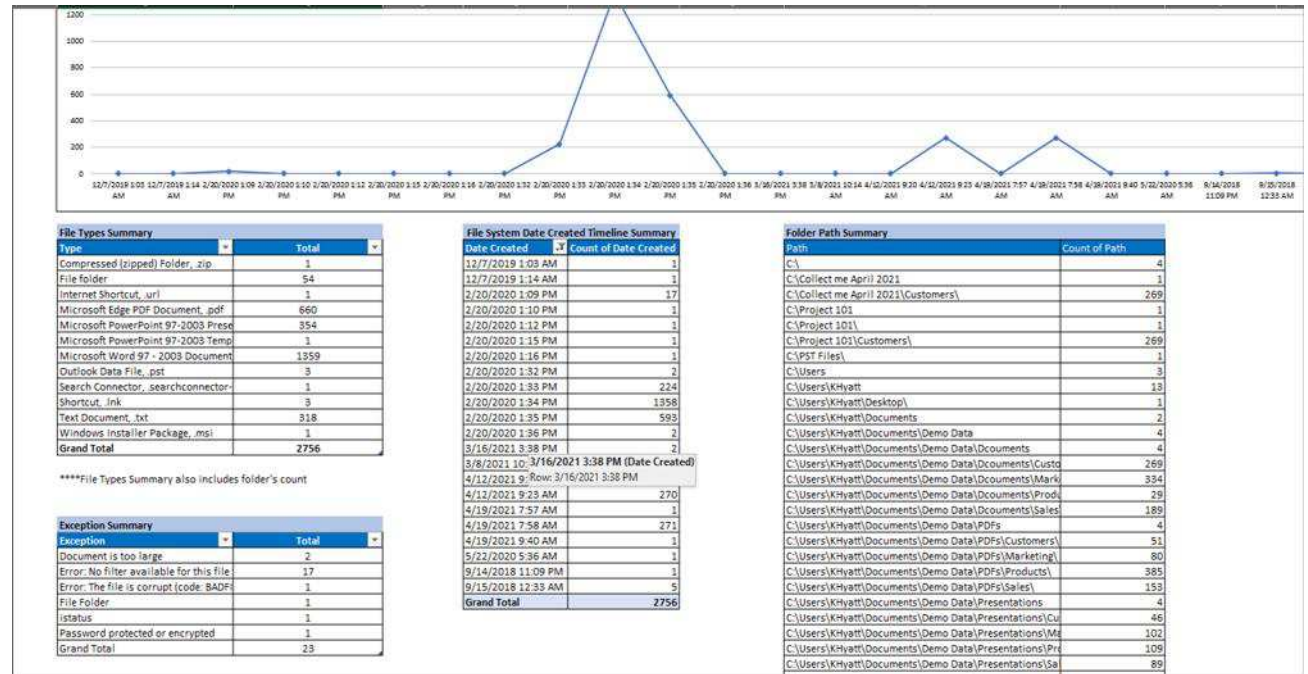 1200
1000
800
600
400
200
0
12/7/2019 1:03 AM
12/7/2019 1:14 AM
2/20/2020 1:09 PM
2/20/2020 1:10 PM
2/20/2020 1:12 PM
2/20/2020 1:15 PM
2/20/2020 1:16 PM
2/20/2020 1:32 PM
2/20/2020 1:33 PM
2/20/2020 1:34 PM
2/20/2020 1:35 PM
2/20/2020 1:36 PM
3/16/2021 3:38 PM
3/8/2021 10:14 AM
4/12/2021 9:20 AM
4/12/2021 9:23 AM
4/19/2021 7:57 AM
4/19/2021 7:58 AM
4/19/2021 9:40 AM
5/22/2020 5:36 AM
9/14/2018 11:09 PM
9/15/2018 12:33 AM
File Types Summary
Type Total
Compressed (zipped) Folder, .zip 1
File folder 54
Internet Shortcut, .url 1
Microsoft Edge PDF Document, .pdf 660
Microsoft PowerPoint 97-2003 Prese 354
Microsoft PowerPoint 97-2003 Temp 1
Microsoft Word 97 - 2003 Document 1359
Outlook Data File, .pst 3
Search Connector, .searchconnector- 1
Shortcut, .lnk 3
Text Document, .txt 318
Windows Installer Package, .msi 1
Grand Total 2756
****File Types Summary also includes folder's count
Exception Summary
Exception Total
Document is too large 2
Error: No filter available for this file 17
Error: The file is corrupt (code: BADFI 1
File Folder 1
istatus 1
Password protected or encrypted 1
Grand Total 23
File System Date Created Timeline Summary
Date Created Count of Date Created
12/7/2019 1:03 AM 1
12/7/2019 1:14 AM 1
2/20/2020 1:09 PM 17
2/20/2020 1:10 PM 1
2/20/2020 1:12 PM 1
2/20/2020 1:15 PM 1
2/20/2020 1:16 PM 1
2/20/2020 1:32 PM 2
2/20/2020 1:33 PM 224
2/20/2020 1:34 PM 1358
2/20/2020 1:35 PM 593
2/20/2020 1:36 PM 2
3/16/2021 3:38 PM 2
3/8/2021 10:
3/16/2021 3:38 PM (Date Created)
4/12/2021 9:
Row: 3/16/2021 3:38 PM
4/12/2021 9:23 AM 270
4/19/2021 7:57 AM 1
4/19/2021 7:58 AM 271
4/19/2021 9:40 AM 1
5/22/2020 5:36 AM 1
9/14/2018 11:09 PM 1
9/15/2018 12:33 AM 5
Grand Total 2756
Folder Path Summary
Path Count of Path
C:\ 4
C:\Collect me April 2021 1
C:\Collect me April 2021\Customers\ 269
C:\Project 101 1
C:\Project 101\ 1
C:\Project 101\Customers\ 269
C:\PST Files\ 1
C:\Users 3
C:\Users\KHyatt 13
C:\Users\KHyatt\Desktop\ 1
C:\Users\KHyatt\Documents 2
C:\Users\KHyatt\Documents\Demo Data 4
C:\Users\KHyatt\Documents\Demo Data\Dcouments 4
C:\Users\KHyatt\Documents\Demo Data\Dcouments\Custo 269
C:\Users\KHyatt\Documents\Demo Data\Dcouments\Mark 334
C:\Users\KHyatt\Documents\Demo Data\Dcouments\Produ 29
C:\Users\KHyatt\Documents\Demo Data\Dcouments\Sales 189
C:\Users\KHyatt\Documents\Demo Data\PDFs 4
C:\Users\KHyatt\Documents\Demo Data\PDFs\Customers\ 51
C:\Users\KHyatt\Documents\Demo Data\PDFs\Marketing\ 80
C:\Users\KHyatt\Documents\Demo Data\PDFs\Products\ 385
C:\Users\KHyatt\Documents\Demo Data\PDFs\Sales\ 153
C:\Users\KHyatt\Documents\Demo Data\Presentations 4
C:\Users\KHyatt\Documents\Demo Data\Presentations\Cu 46
C:\Users\KHyatt\Documents\Demo Data\Presentations\Ma 102
C:\Users\KHyatt\Documents\Demo Data\Presentations\Pro 109
C:\Users\KHyatt\Documents\Demo Data\Presentations\Sa 89